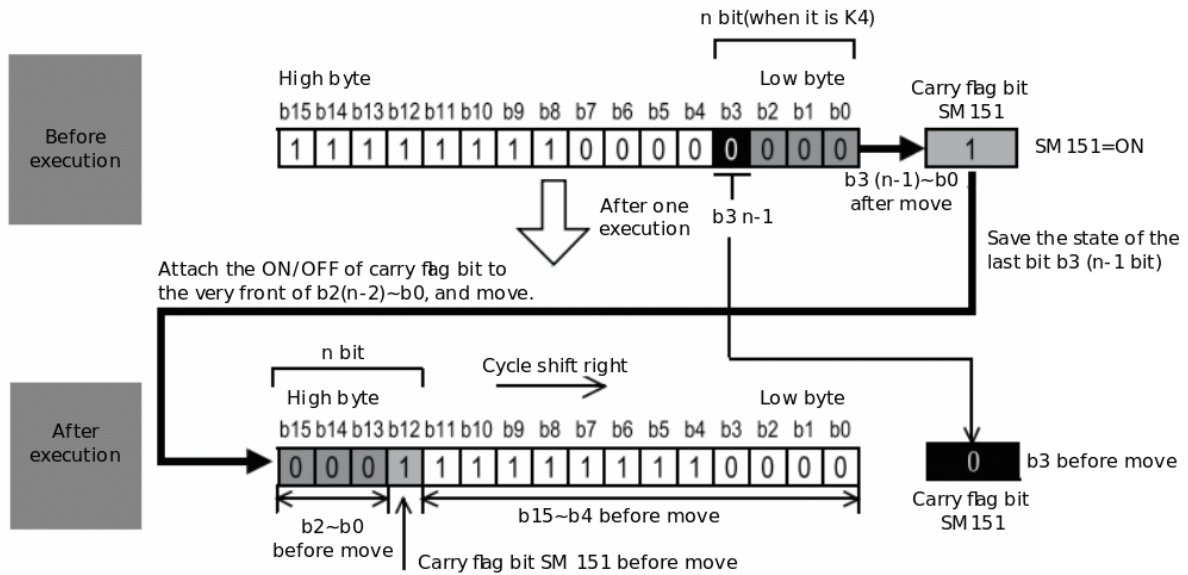 n bit(when it is K4)
High byte Low byte
Carry flag bit
SM 151
b15 b14 b13 b12 b11 b10 b9 b8 b7 b6 b5 b4 b3 b2 b1 b0
Before
execution
1 1 1 1 1 1 1 1 0 0 0 0 0 0 0 0
1
SM 151=ON
b3 (n-1)~b0
after move
After one
execution
b3 n-1
Save the state of the
last bit b3 (n-1 bit)
Attach the ON/OFF of carry flag bit to
the very front of b2(n-2)~b0, and move.
n bit
Cycle shift right
High byte Low byte
b15 b14 b13 b12 b11 b10 b9 b8 b7 b6 b5 b4 b3 b2 b1 b0
After
execution
0 0 0 1 1 1 1 1 1 1 1 1 0 0 0 0
0
b3 before move
Carry flag bit
SM 151
b2~b0
before move
b15~b4 before move
Carry flag bit SM 151 before move